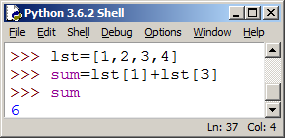 Python 3.6.2 Shell
File Edit Shell Debug Options Window Help
>>> lst=[1,2,3,4]
>>> sum=lst[1]+lst[3]
>>> sum
6
Ln: 37 Col: 4